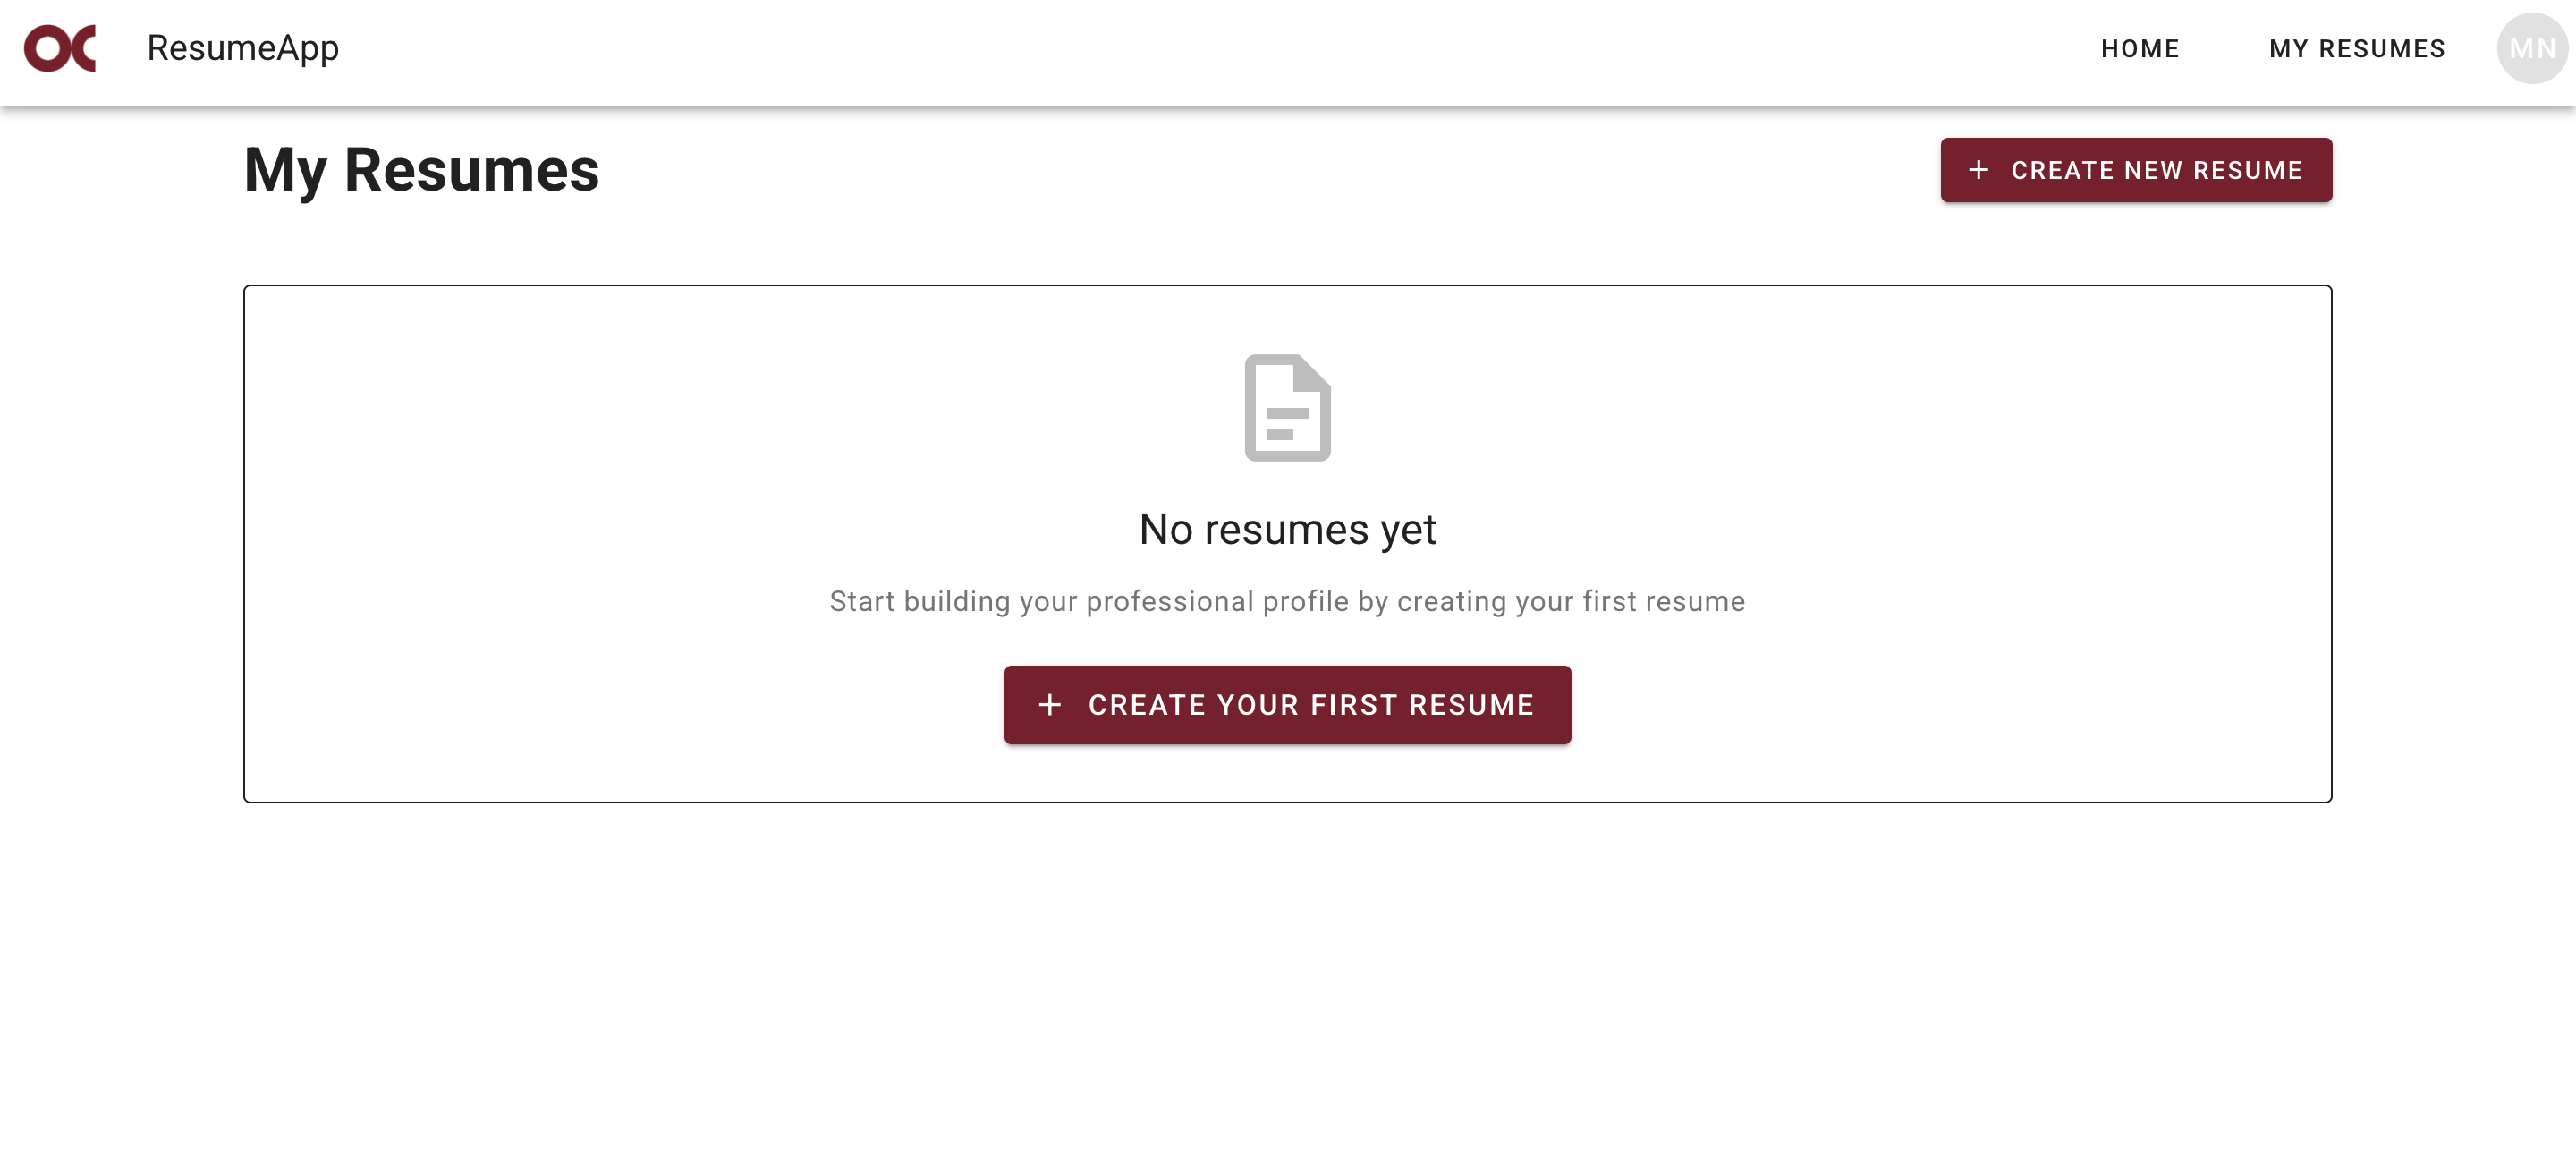 OC
ResumeApp
HOME
MY RESUMES
MN
My Resumes
+ CREATE NEW RESUME
No resumes yet
Start building your professional profile by creating your first resume
+ CREATE YOUR FIRST RESUME